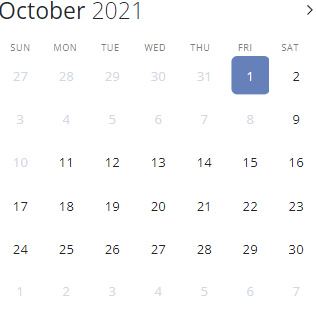 October 2021
SUN MON TUE WED THU FRI SAT
27 28 29 30 31 1 2
3 4 5 6 7 8 9
10 11 12 13 14 15 16
17 18 19 20 21 22 23
24 25 26 27 28 29 30
1 2 3 4 5 6 7